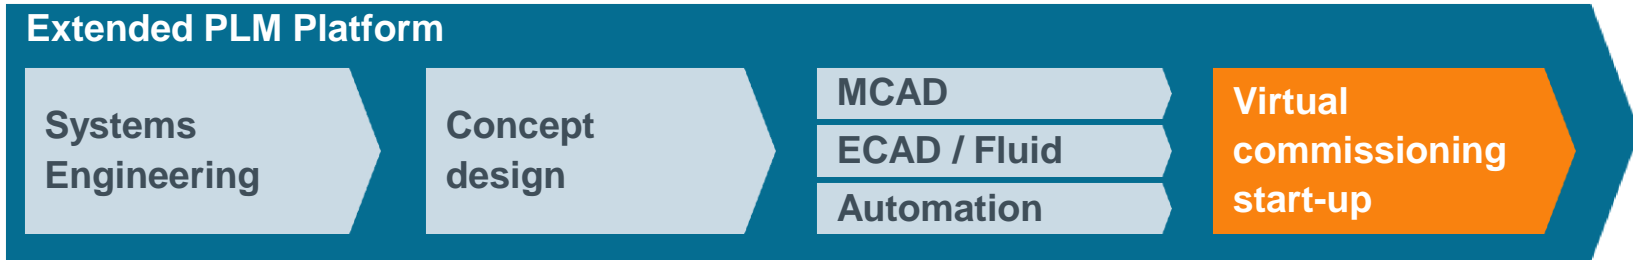 Extended PLM Platform
Systems
Engineering
Concept
design
MCAD
ECAD / Fluid
Automation
Virtual
commissioning
start-up